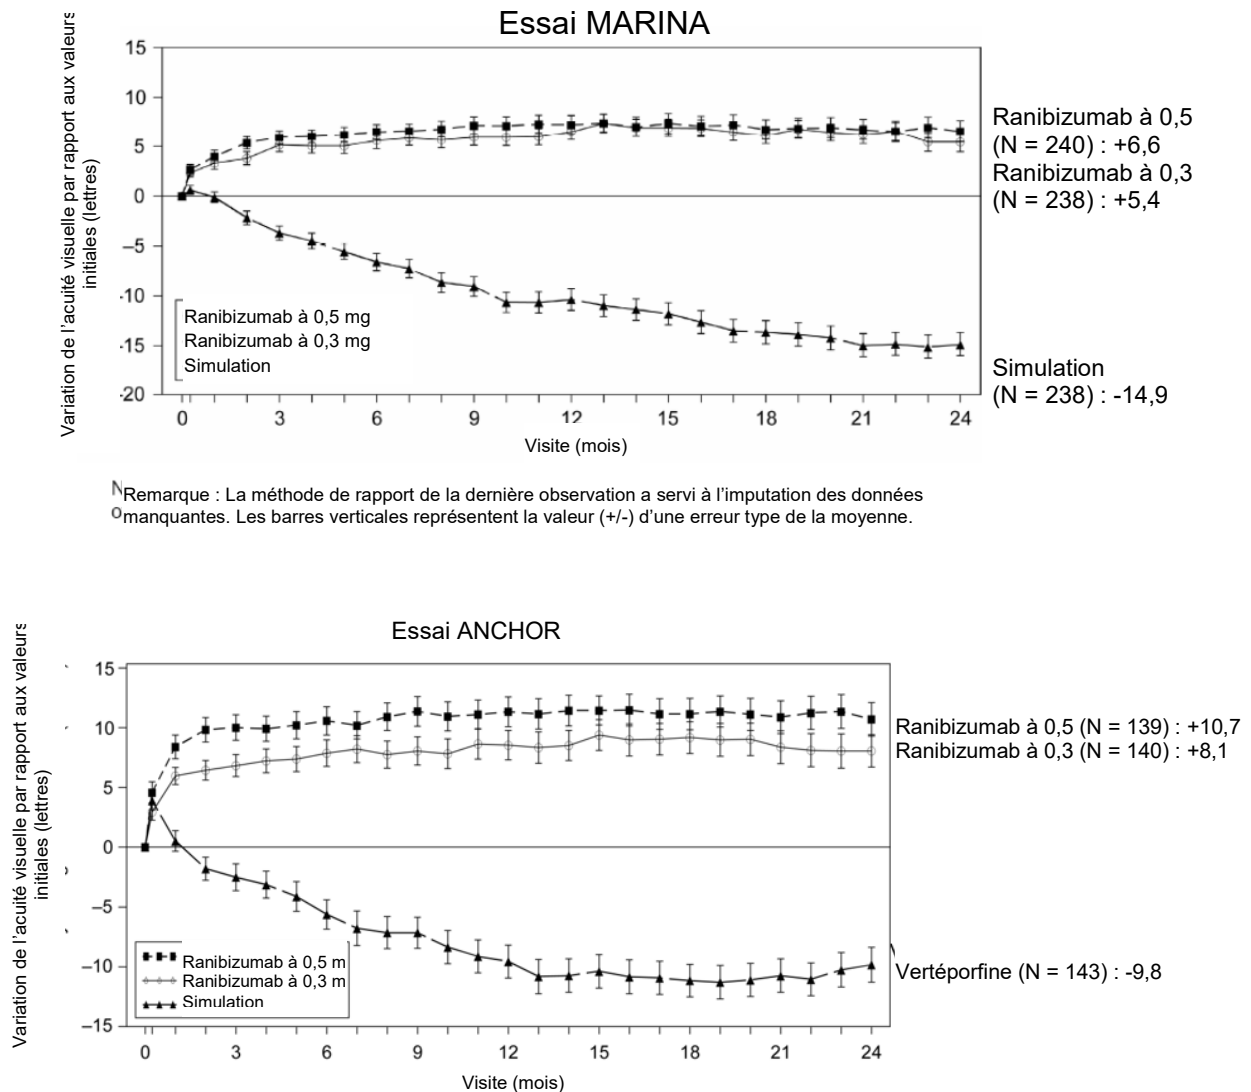 Essai MARINA
Variation de l'acuité visuelle par rapport aux valeurs
initiales (lettres)
15
10
5
0
–5
-10
-15
-20
Ranibizumab à 0,5 mg
Ranibizumab à 0,3 mg
Simulation
0 3 6 9 12 15 18 21 24
Visite (mois)
Ranibizumab à 0,5
(N = 240) : +6,6
Ranibizumab à 0,3
(N = 238) : +5,4
Simulation
(N = 238) : -14,9
N
Remarque : La méthode de rapport de la dernière observation a servi à l'imputation des données
o
manquantes. Les barres verticales représentent la valeur (+/-) d'une erreur type de la moyenne.
Essai ANCHOR
Variation de l'acuité visuelle par rapport aux valeurs
initiales (lettres)
15
10
5
0
–5
–10
–15
Ranibizumab à 0,5 m
Ranibizumab à 0,3 m
Simulation
0 3 6 9 12 15 18 21 24
Visite (mois)
Ranibizumab à 0,5 (N = 139) : +10,7
Ranibizumab à 0,3 (N = 140) : +8,1
Vertéporfine (N = 143) : -9,8